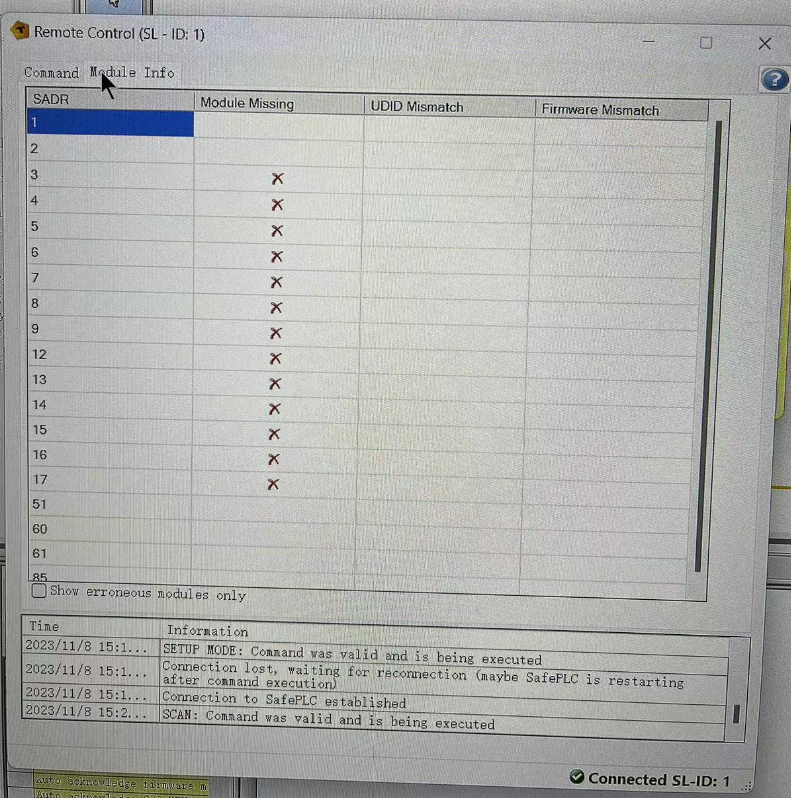 Remote Control (SL - ID: 1)
Command Module Info
SADR Module Missing UDID Mismatch Firmware Mismatch
1
2
3
4
5
6
7
8
9
12
13
14
15
16
17
51
60
61
85
Show erroneous modules only
Time Information
2023/11/8 15:1... SETUP MODE: Command was valid and is being executed
2023/11/8 15:1... Connection lost, waiting for reconnection (maybe SafePLC is restarting
after command execution)
2023/11/8 15:1... Connection to SafePLC established
2023/11/8 15:2... SCAN: Command was valid and is being executed
Connected SL-ID: 1
Auto acknowledge firmware m